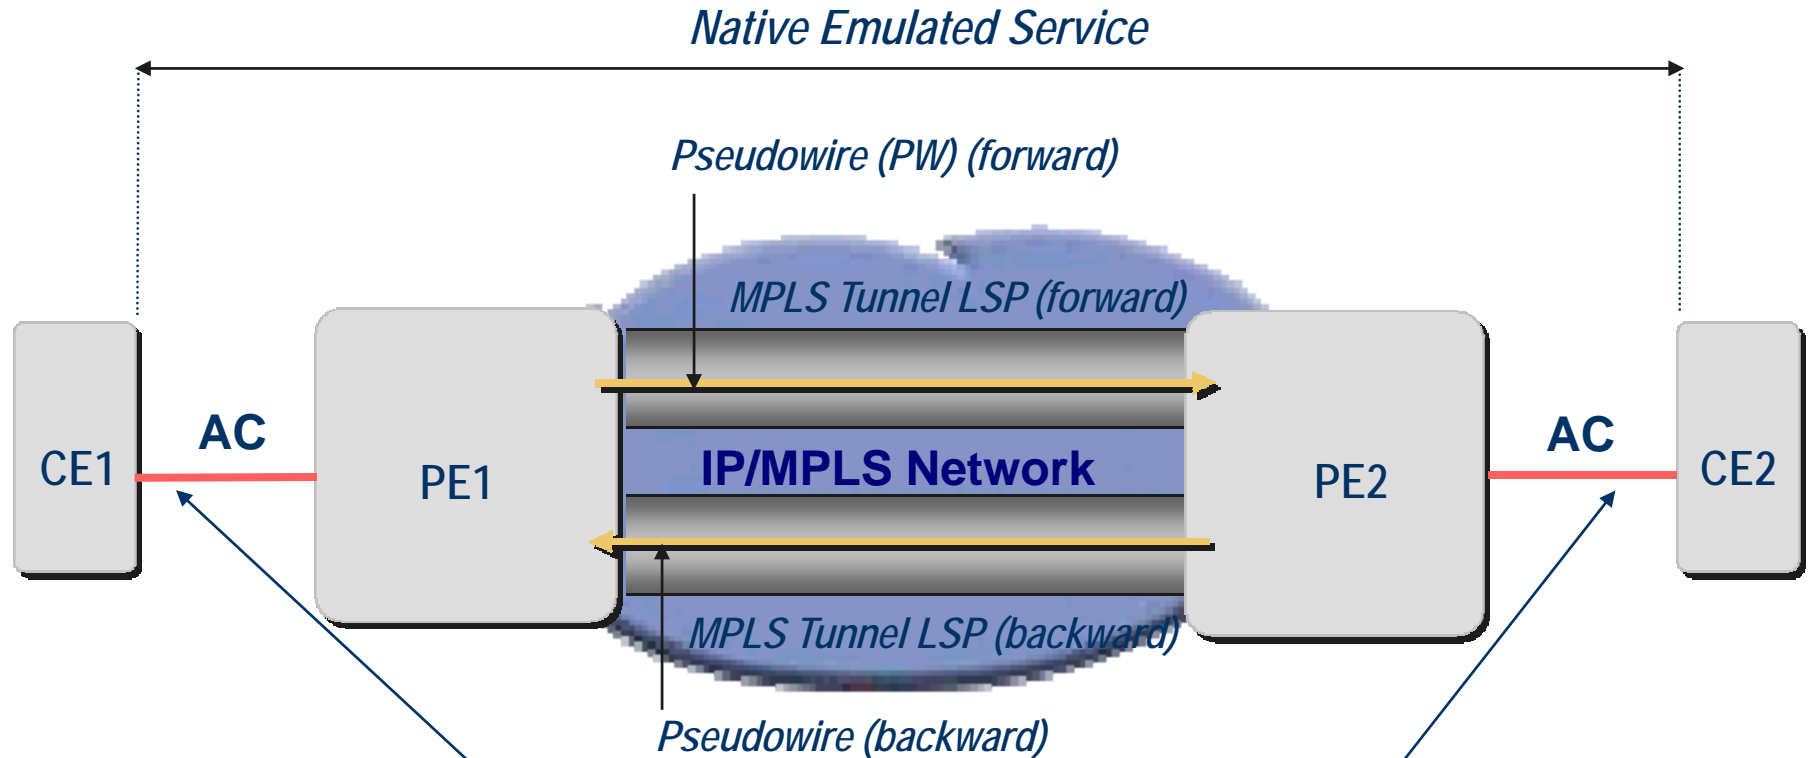 Native Emulated Service
Pseudowire (PW) (forward)
MPLS Tunnel LSP (forward)
AC
AC
CE1
PE1
IP/MPLS Network
PE2
CE2
MPLS Tunnel LSP (backward)
Pseudowire (backward)